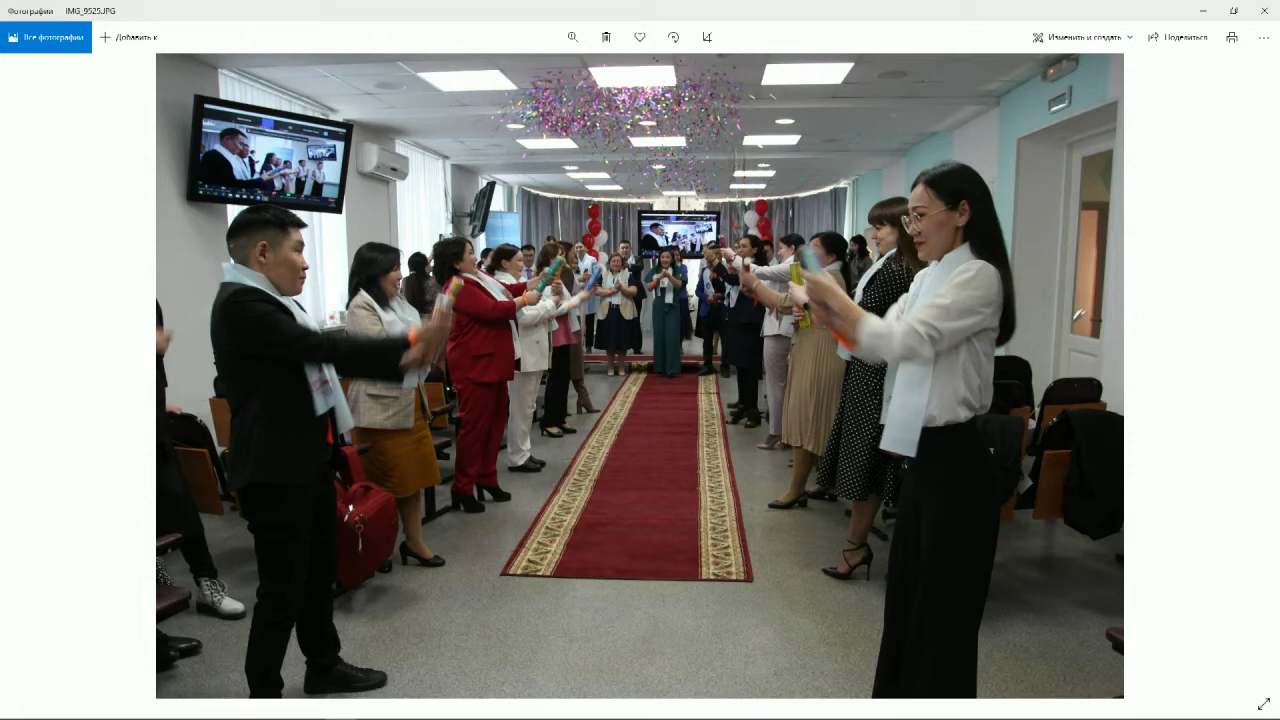 Фотографии IMG_9525.JPG
Все фотографии
Добавить к
Изменить и создать
Поделиться